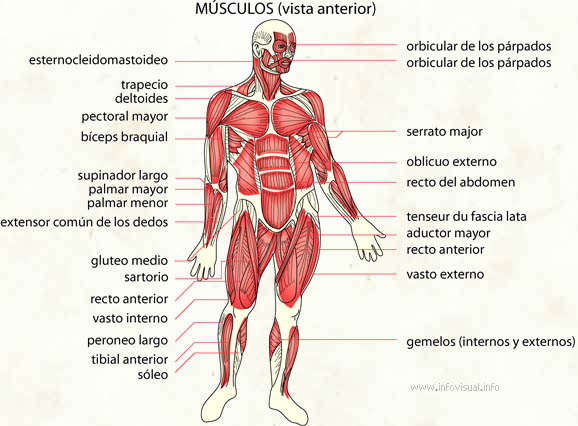 MÚSCULOS (vista anterior)
esternocleidomastoideo
trapecio
deltoides
pectoral mayor
bíceps braquial
supinador largo
palmar mayor
palmar menor
extensor común de los dedos
gluteo medio
sartorio
recto anterior
vasto interno
peroneo largo
tibial anterior
sóleo
orbicular de los párpados
orbicular de los párpados
serrato major
oblicuo externo
recto del abdomen
tenseur du fascia lata
aductor mayor
recto anterior
vasto externo
gemelos (internos y externos)
www.infovisual.info